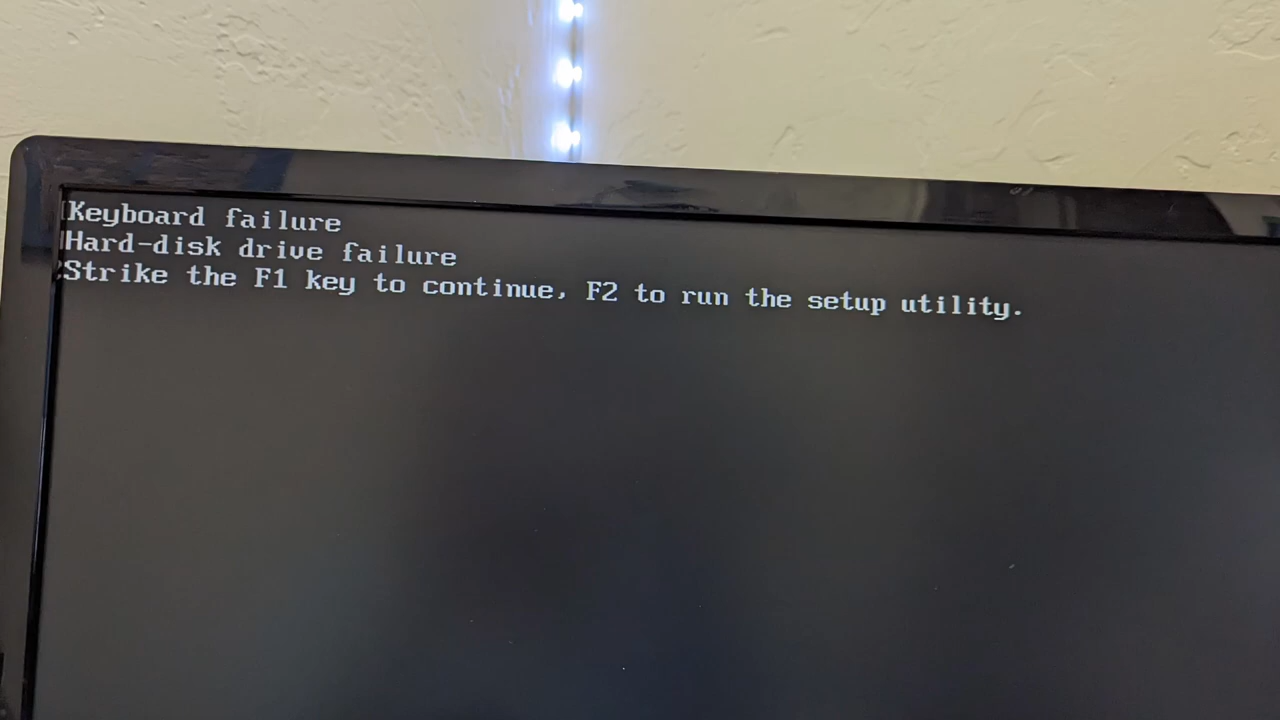 Keyboard failure
Hard-disk drive failure
Strike the F1 key to continue, F2 to run the setup utility.